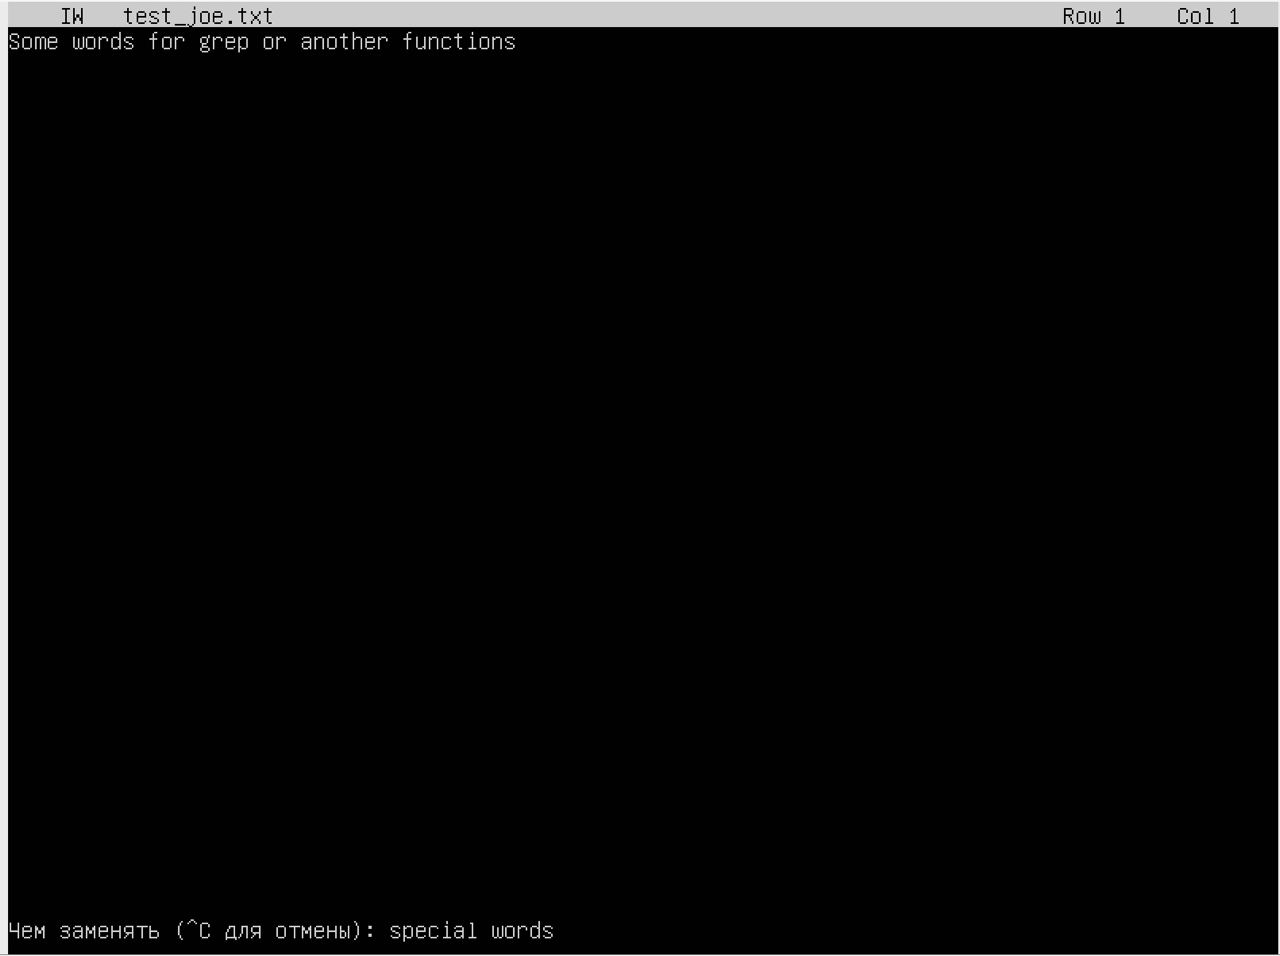 IW test_joe.txt Row 1 Col 1
Some words for grep or another functions
Чем заменять (^C для отмены): special words